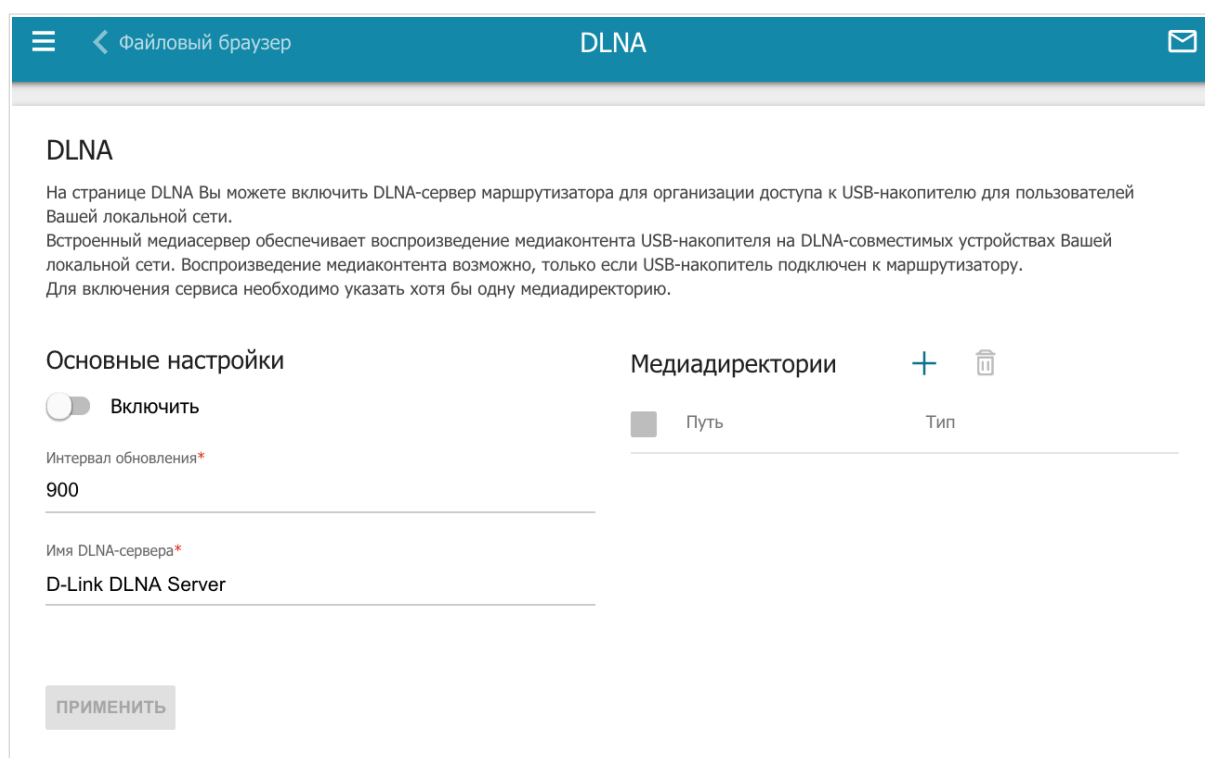 Файловый браузер
DLNA
DLNA
На странице DLNA Вы можете включить DLNA-сервер маршрутизатора для организации доступа к USB-накопителю для пользователей
Вашей локальной сети.
Встроенный медиасервер обеспечивает воспроизведение медиаконтента USB-накопителя на DLNA-совместимых устройствах Вашей
локальной сети. Воспроизведение медиаконтента возможно, только если USB-накопитель подключен к маршрутизатору.
Для включения сервиса необходимо указать хотя бы одну медиадиректорию.
Основные настройки
Включить
Интервал обновления*
900
Имя DLNA-сервера*
D-Link DLNA Server
ПРИМЕНИТЬ
Медиадиректории
Путь Тип